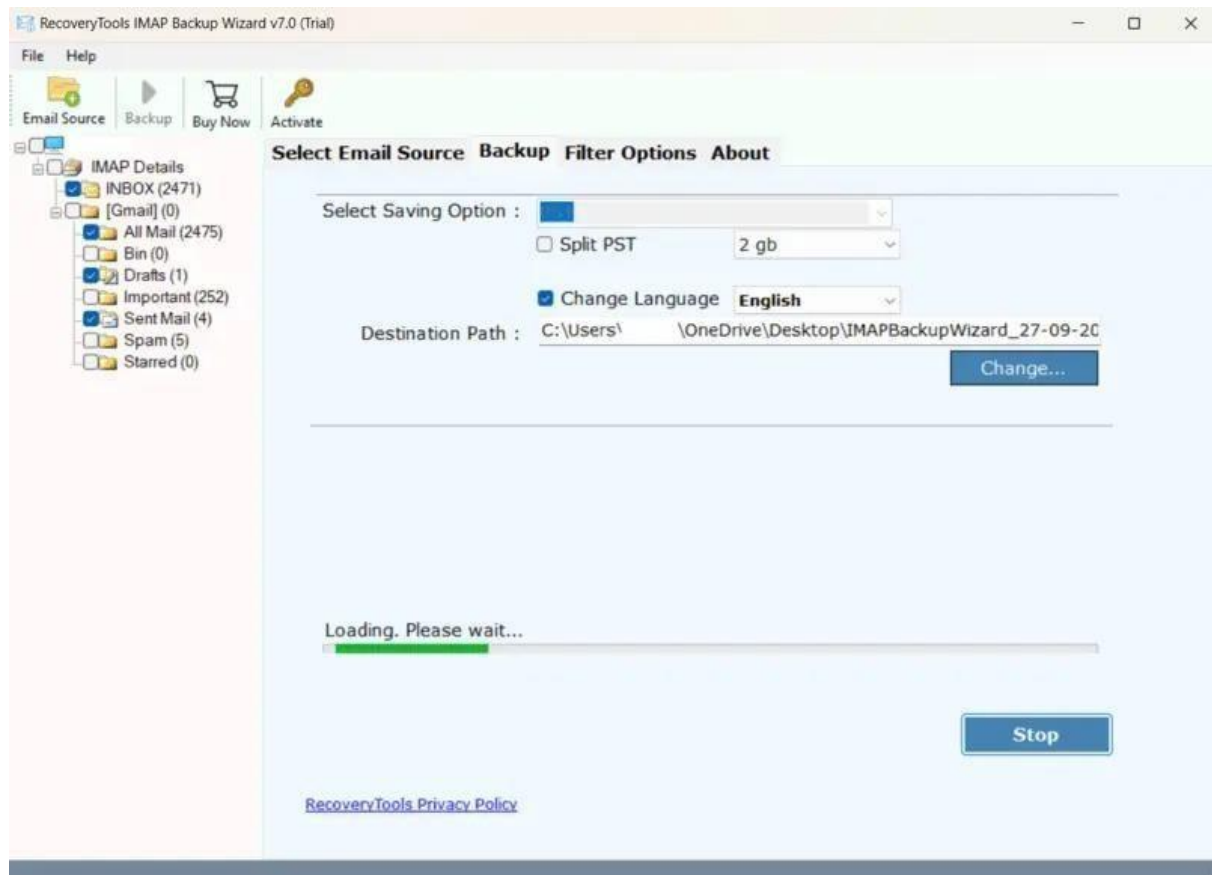 RecoveryTools IMAP Backup Wizard v7.0 (Trial)
File Help
Email Source Backup Buy Now Activate
IMAP Details
INBOX (2471)
[Gmail] (0)
All Mail (2475)
Bin (0)
Drafts (1)
Important (252)
Sent Mail (4)
Spam (5)
Starred (0)
Select Email Source Backup Filter Options About
Select Saving Option :
Split PST 2 gb
Change Language English
Destination Path : C:\Users\ \OneDrive\Desktop\IMAPBackupWizard_27-09-20
Change...
Loading. Please wait...
Stop
RecoveryTools Privacy Policy